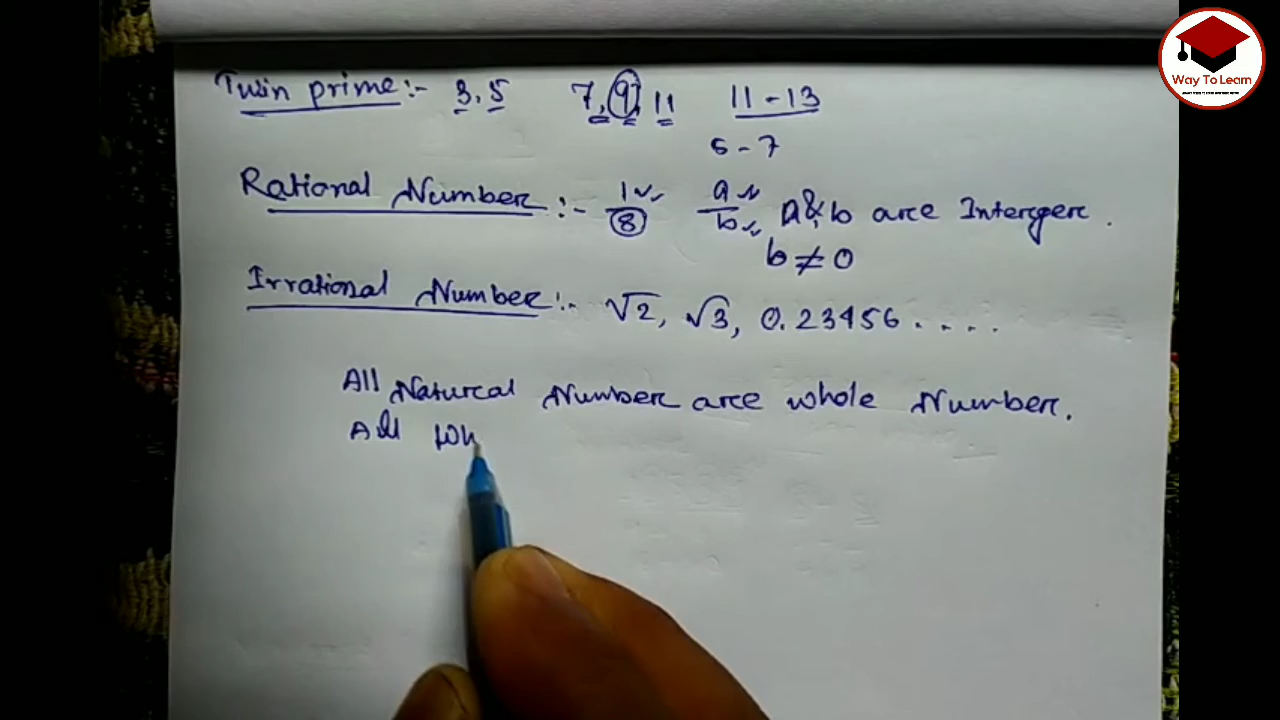 Way To Learn
Twin prime :- 3, 5 7, 9, 11 11 - 13
5 - 7
Rational Number :- 1/8 a/b a & b are Interger.
b ≠ 0
Irrational Number :- √2, √3, 0.23456 . . . .
All Natural Number are whole Number.
All Wh